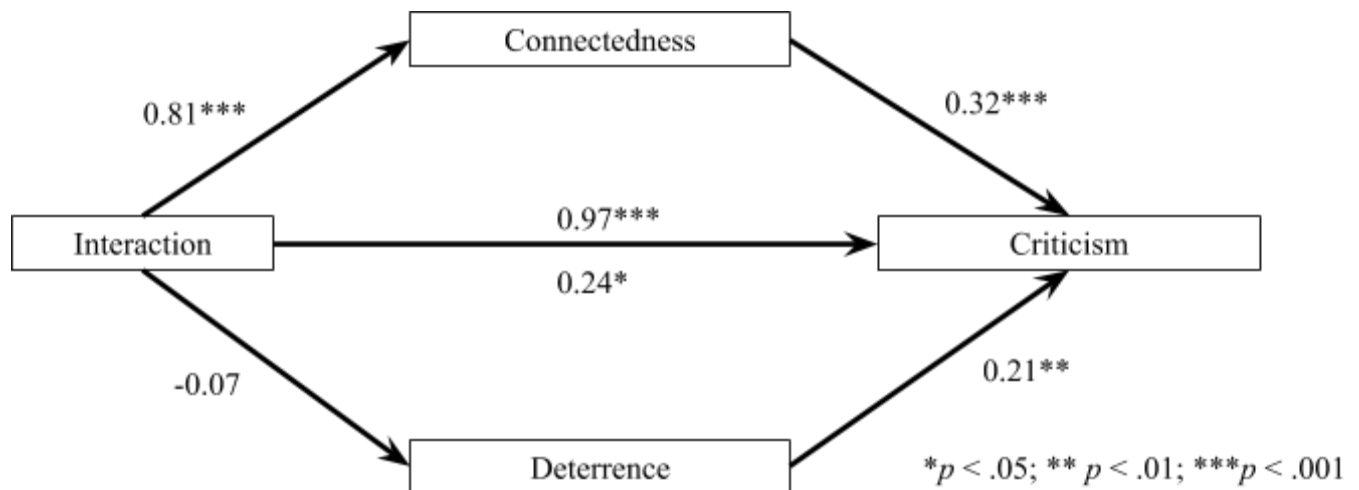 Connectedness
0.81***
0.32***
0.97***
Interaction
Criticism
0.24*
-0.07
0.21**
Deterrence
*p < .05; ** p < .01; ***p < .001